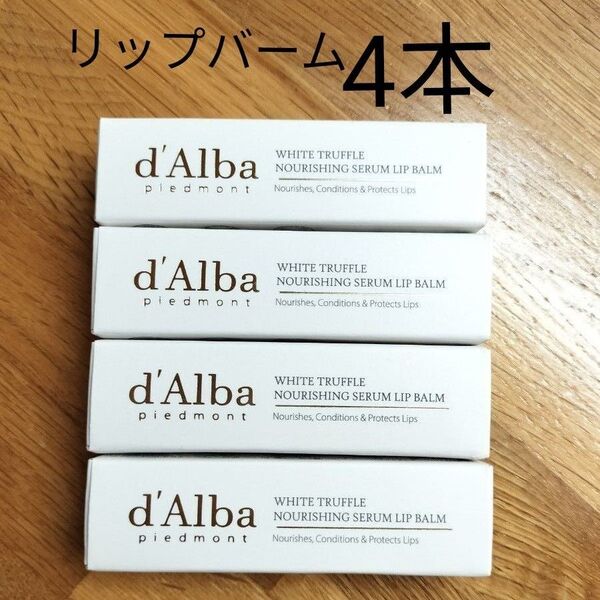 リップバーム4本
d'Alba
piedmont
WHITE TRUFFLE
NOURISHING SERUM LIP BALM
Nourishes, Conditions & Protects Lips
d'Alba
piedmont
WHITE TRUFFLE
NOURISHING SERUM LIP BALM
Nourishes, Conditions & Protects Lips
d'Alba
piedmont
WHITE TRUFFLE
NOURISHING SERUM LIP BALM
Nourishes, Conditions & Protects Lips
d'Alba
piedmont
WHITE TRUFFLE
NOURISHING SERUM LIP BALM
Nourishes, Conditions & Protects Lips